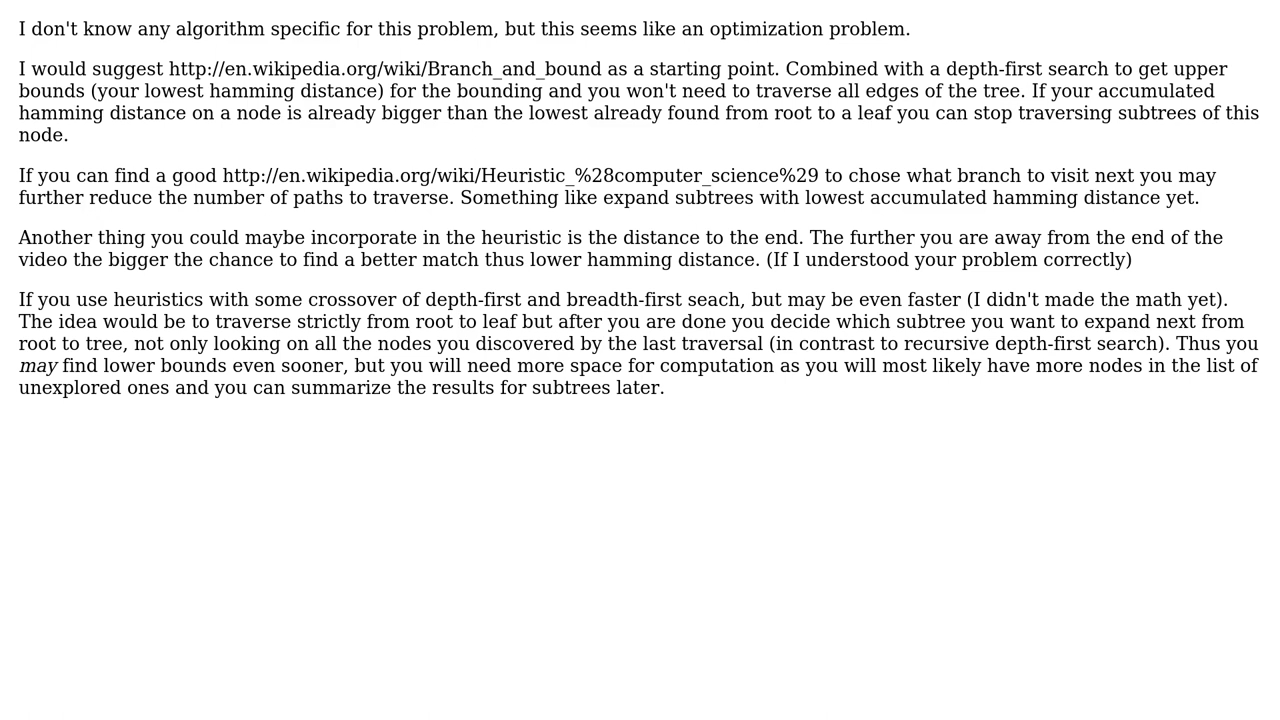 I don't know any algorithm specific for this problem, but this seems like an optimization problem.
I would suggest http://en.wikipedia.org/wiki/Branch_and_bound as a starting point. Combined with a depth-first search to get upper
bounds (your lowest hamming distance) for the bounding and you won't need to traverse all edges of the tree. If your accumulated
hamming distance on a node is already bigger than the lowest already found from root to a leaf you can stop traversing subtrees of this
node.
If you can find a good http://en.wikipedia.org/wiki/Heuristic_%28computer_science%29 to chose what branch to visit next you may
further reduce the number of paths to traverse. Something like expand subtrees with lowest accumulated hamming distance yet.
Another thing you could maybe incorporate in the heuristic is the distance to the end. The further you are away from the end of the
video the bigger the chance to find a better match thus lower hamming distance. (If I understood your problem correctly)
If you use heuristics with some crossover of depth-first and breadth-first seach, but may be even faster (I didn't made the math yet).
The idea would be to traverse strictly from root to leaf but after you are done you decide which subtree you want to expand next from
root to tree, not only looking on all the nodes you discovered by the last traversal (in contrast to recursive depth-first search). Thus you
may find lower bounds even sooner, but you will need more space for computation as you will most likely have more nodes in the list of
unexplored ones and you can summarize the results for subtrees later.